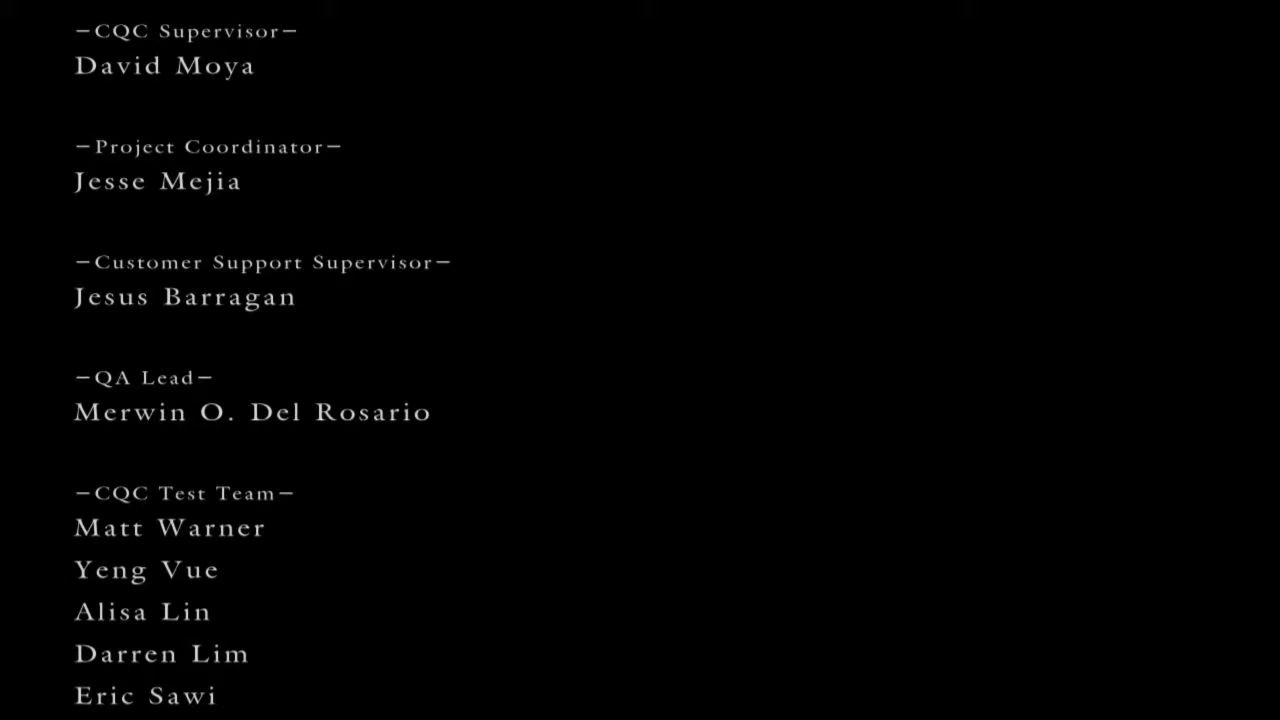 −CQC Supervisor−
David Moya
−Project Coordinator−
Jesse Mejia
−Customer Support Supervisor−
Jesus Barragan
−QA Lead−
Merwin O. Del Rosario
−CQC Test Team−
Matt Warner
Yeng Vue
Alisa Lin
Darren Lim
Eric Sawi